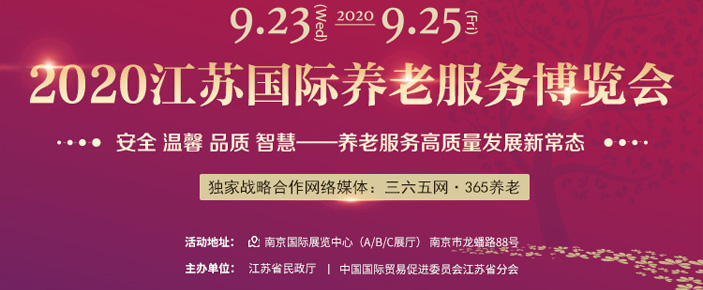 9.23(Wed) 2020 9.25(Fri)
2020江苏国际养老服务博览会
安全 温馨 品质 智慧——养老服务高质量发展新常态
独家战略合作网络媒体：三六五网·365养老
活动地址： 南京国际展览中心（A/B/C展厅） 南京市龙蟠路88号
主办单位： 江苏省民政厅 | 中国国际贸易促进委员会江苏省分会